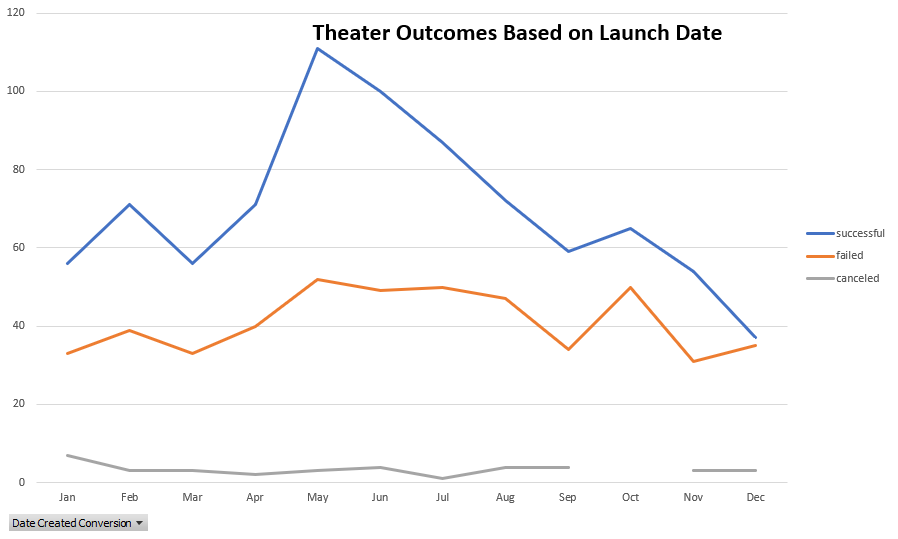 Theater Outcomes Based on Launch Date
120
100
80
60
40
20
0
Jan Feb Mar Apr May Jun Jul Aug Sep Oct Nov Dec
successful
failed
canceled
Date Created Conversion